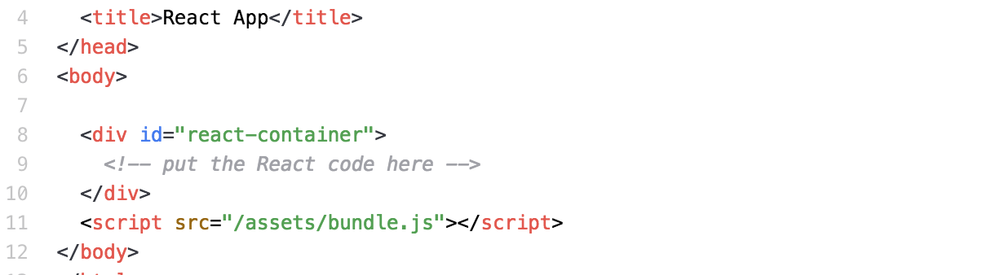 4 <title>React App</title>
5 </head>
6 <body>
7
8 <div id="react-container">
9 <!-- put the React code here -->
10 </div>
11 <script src="/assets/bundle.js"></script>
12 </body>